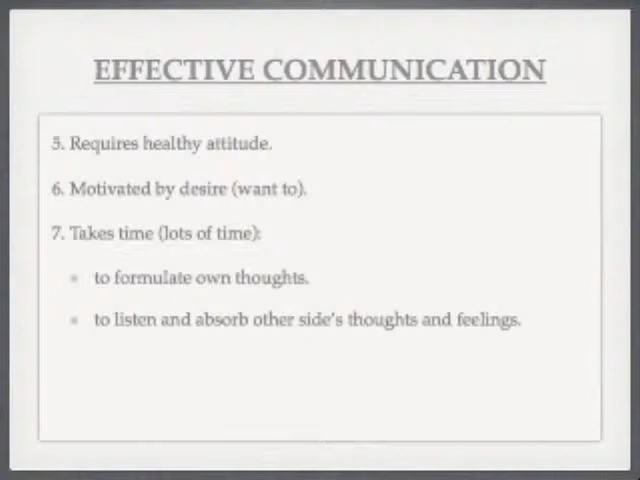 EFFECTIVE COMMUNICATION
5. Requires healthy attitude.
6. Motivated by desire (want to).
7. Takes time (lots of time):
to formulate own thoughts.
to listen and absorb other side's thoughts and feelings.